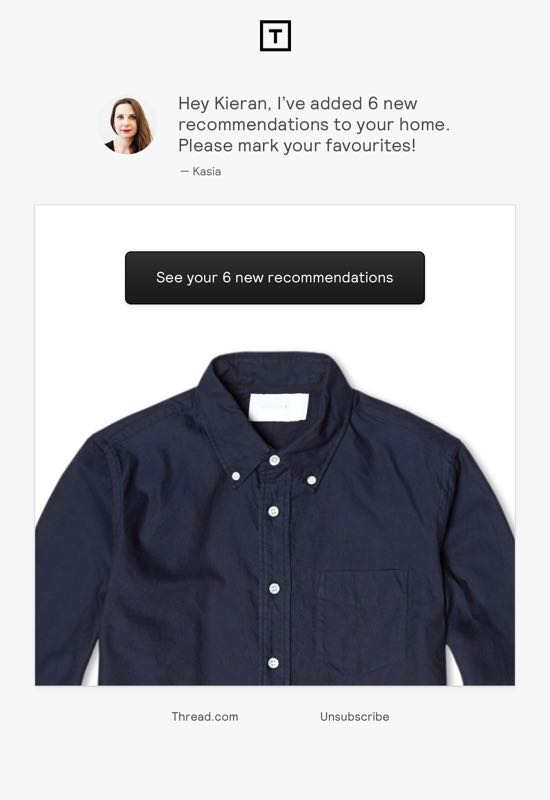 T
Hey Kieran, I've added 6 new
recommendations to your home.
Please mark your favourites!
— Kasia
See your 6 new recommendations
Thread.com
Unsubscribe